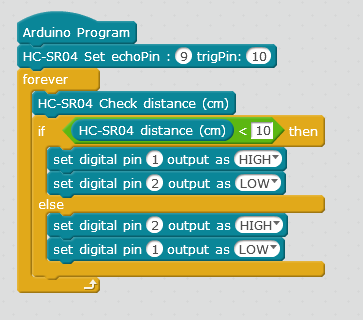 Arduino Program
HC-SR04 Set echoPin : 9 trigPin: 10
forever
HC-SR04 Check distance (cm)
if HC-SR04 distance (cm) < 10 then
set digital pin 1 output as HIGH
set digital pin 2 output as LOW
else
set digital pin 2 output as HIGH
set digital pin 1 output as LOW